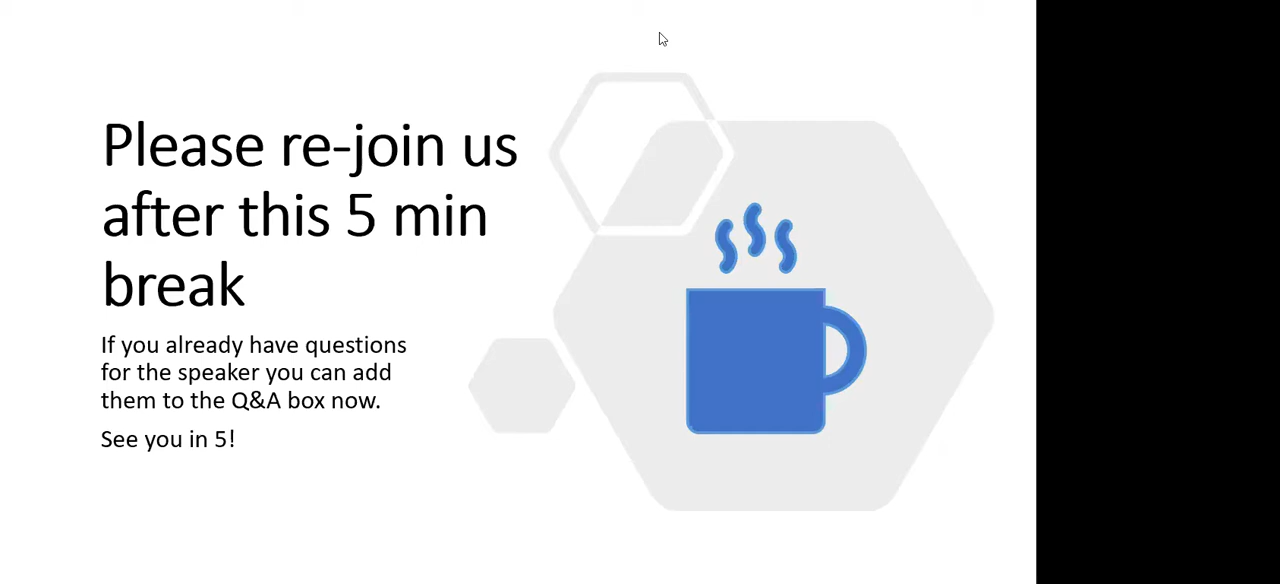 Please re-join us
after this 5 min
break
If you already have questions
for the speaker you can add
them to the Q&A box now.
See you in 5!